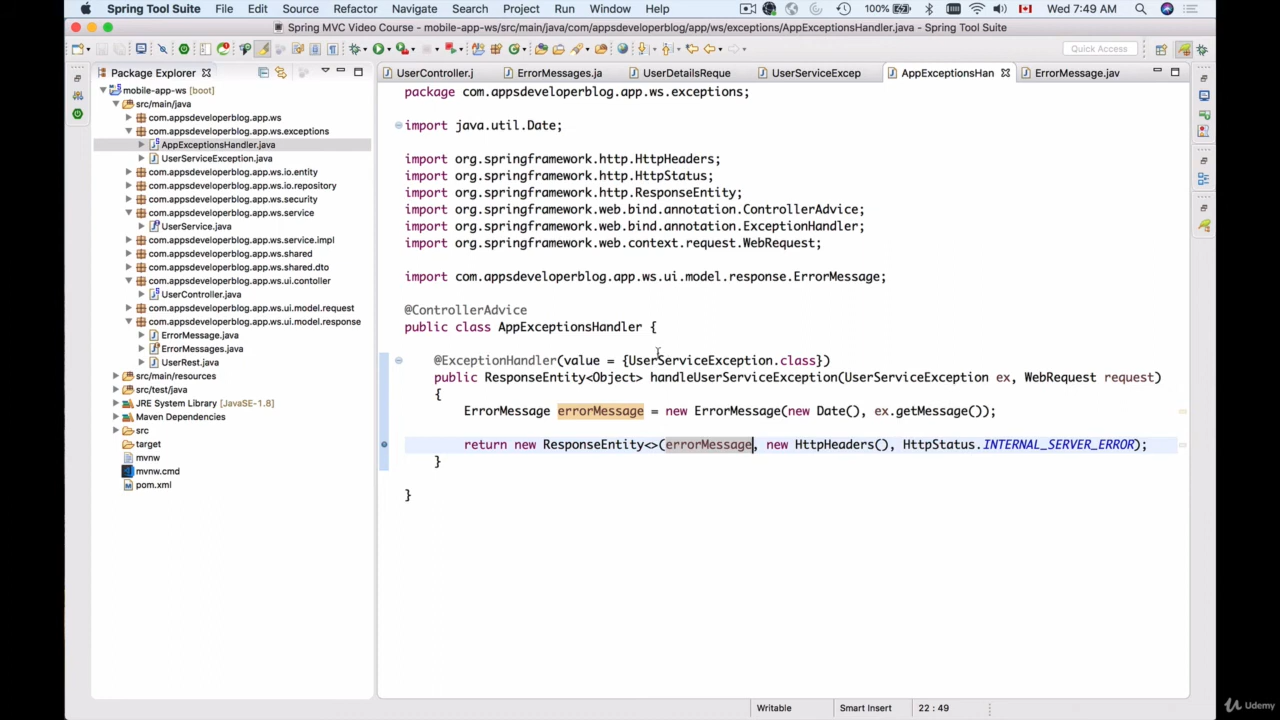 Spring Tool Suite File Edit Source Refactor Navigate Search Project Run Window Help 100% Wed 7:49 AM
Spring MVC Video Course - mobile-app-ws/src/main/java/com/appsdeveloperblog/app/ws/exceptions/AppExceptionsHandler.java - Spring Tool Suite
Quick Access
Package Explorer
mobile-app-ws [boot]
src/main/java
com.appsdeveloperblog.app.ws
com.appsdeveloperblog.app.ws.exceptions
AppExceptionsHandler.java
UserServiceException.java
com.appsdeveloperblog.app.ws.io.entity
com.appsdeveloperblog.app.ws.io.repository
com.appsdeveloperblog.app.ws.security
com.appsdeveloperblog.app.ws.service
UserService.java
com.appsdeveloperblog.app.ws.service.impl
com.appsdeveloperblog.app.ws.shared
com.appsdeveloperblog.app.ws.shared.dto
com.appsdeveloperblog.app.ws.ui.contoller
UserController.java
com.appsdeveloperblog.app.ws.ui.model.request
com.appsdeveloperblog.app.ws.ui.model.response
ErrorMessage.java
ErrorMessages.java
UserRest.java
src/main/resources
src/test/java
JRE System Library [JavaSE-1.8]
Maven Dependencies
src
target
mvnw
mvnw.cmd
pom.xml
UserController.j ErrorMessages.ja UserDetailsReque UserServiceExcep AppExceptionsHan ErrorMessage.jav
package com.appsdeveloperblog.app.ws.exceptions;
import java.util.Date;
import org.springframework.http.HttpHeaders;
import org.springframework.http.HttpStatus;
import org.springframework.http.ResponseEntity;
import org.springframework.web.bind.annotation.ControllerAdvice;
import org.springframework.web.bind.annotation.ExceptionHandler;
import org.springframework.web.context.request.WebRequest;
import com.appsdeveloperblog.app.ws.ui.model.response.ErrorMessage;
@ControllerAdvice
public class AppExceptionsHandler {
@ExceptionHandler(value = {UserServiceException.class})
public ResponseEntity<Object> handleUserServiceException(UserServiceException ex, WebRequest request)
{
ErrorMessage errorMessage = new ErrorMessage(new Date(), ex.getMessage());
return new ResponseEntity<>(errorMessage, new HttpHeaders(), HttpStatus.INTERNAL_SERVER_ERROR);
}
}
Writable Smart Insert 22 : 49
Udemy